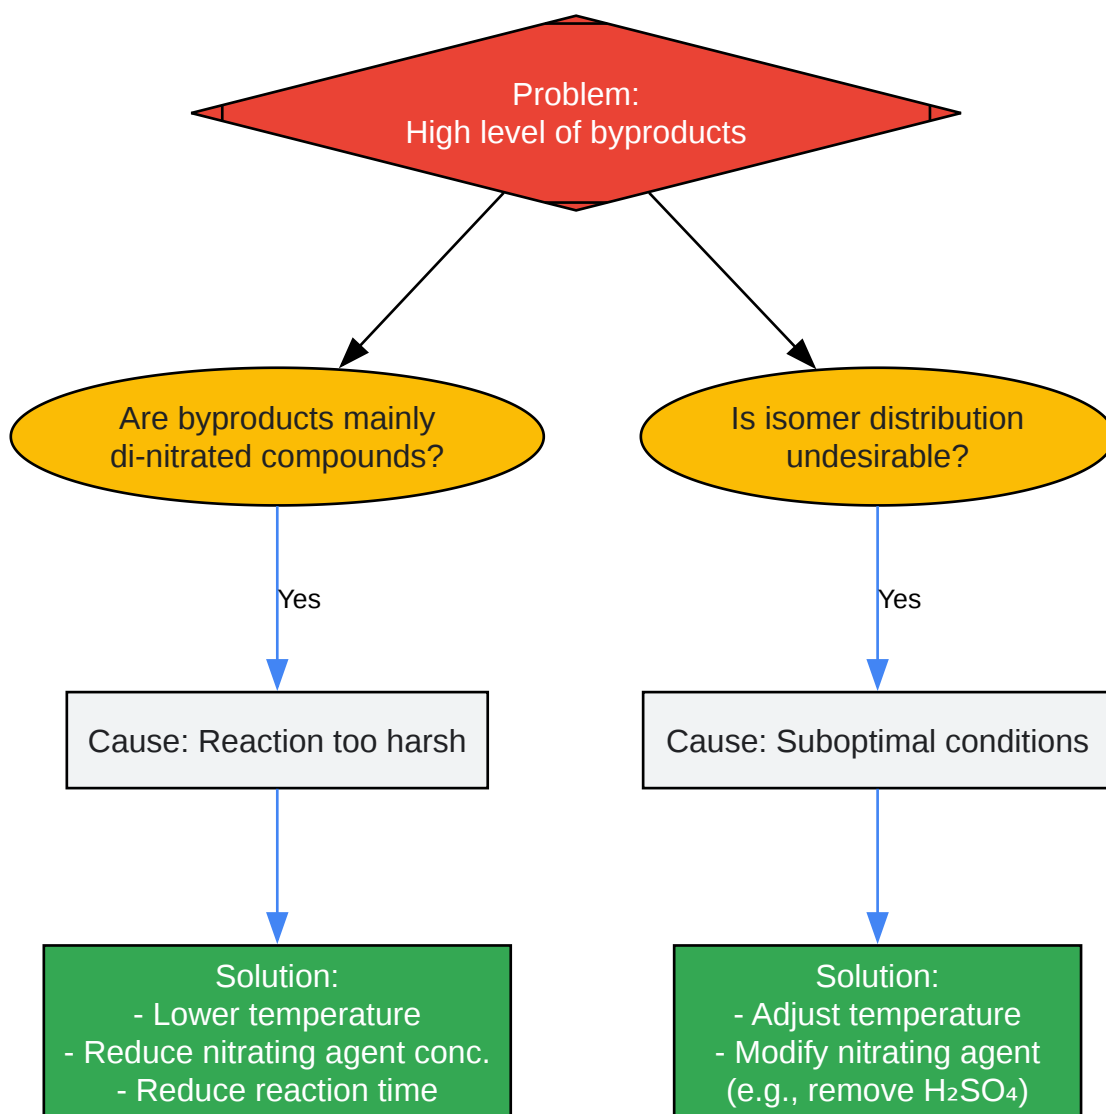 Problem:
High level of byproducts
Are byproducts mainly
di-nitrated compounds?
Is isomer distribution
undesirable?
Yes
Yes
Cause: Reaction too harsh
Cause: Suboptimal conditions
Solution:
- Lower temperature
- Reduce nitrating agent conc.
- Reduce reaction time
Solution:
- Adjust temperature
- Modify nitrating agent
(e.g., remove H₂SO₄)